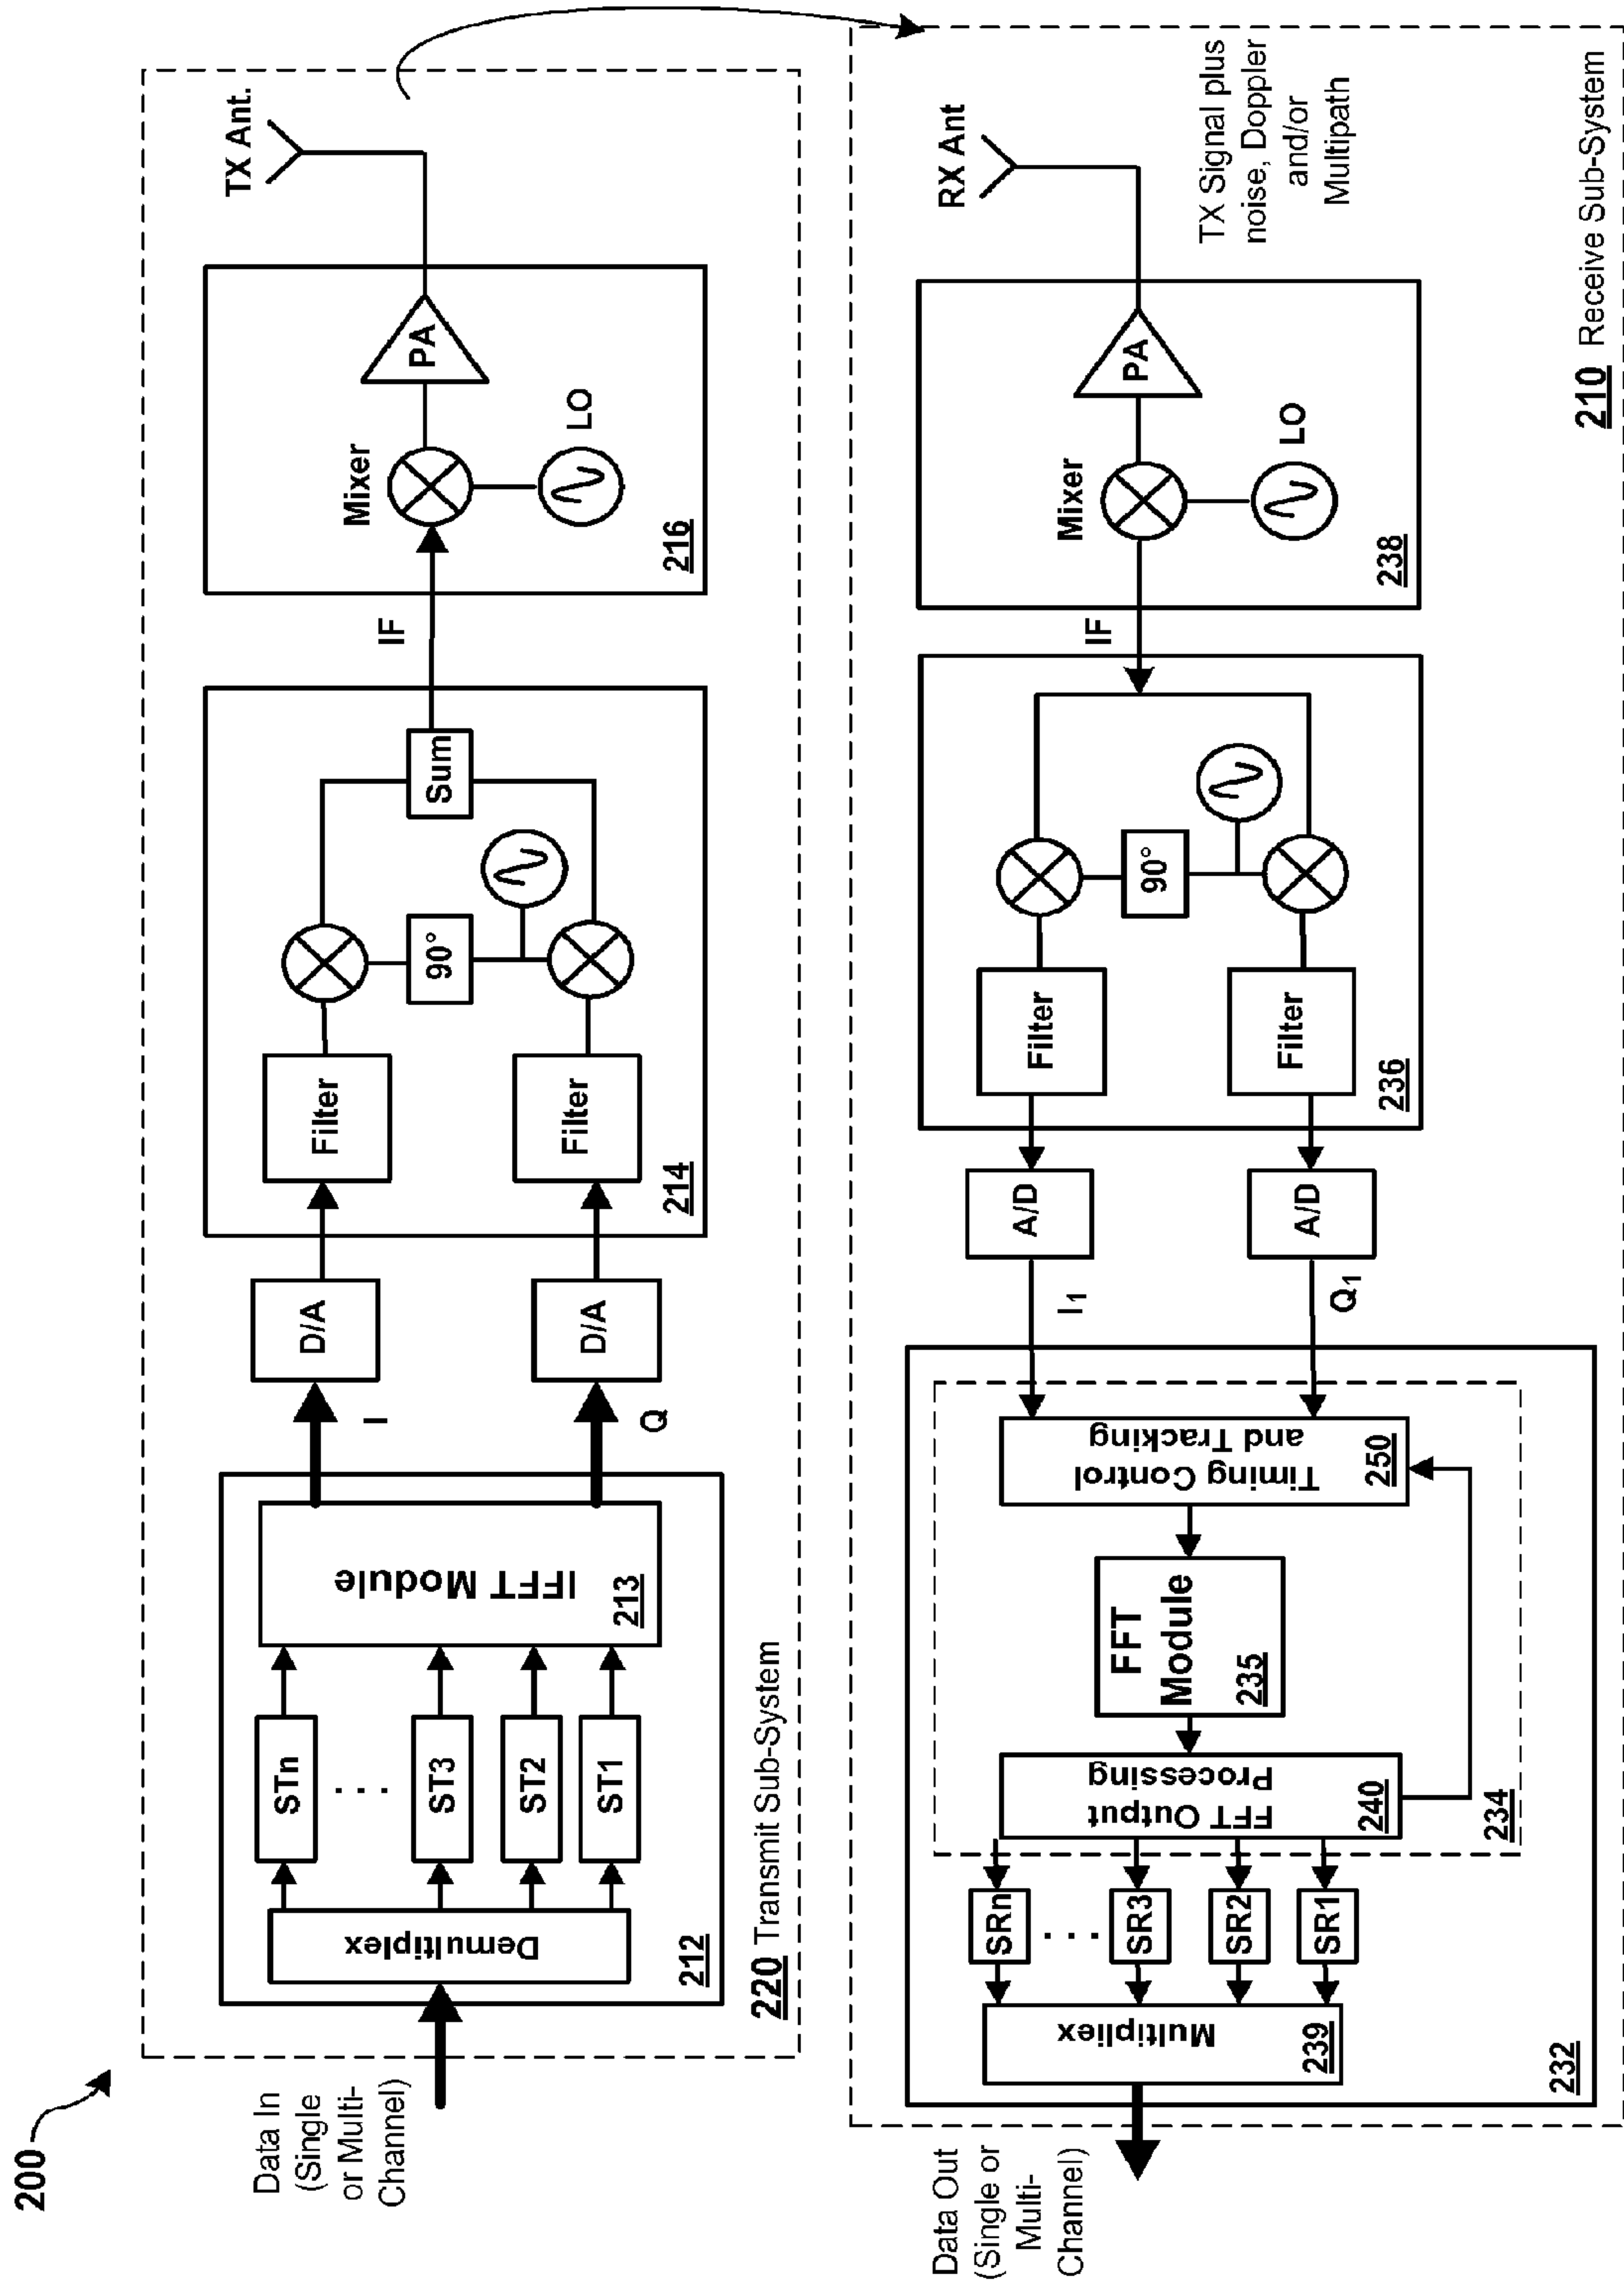 200
Data In
(Single
or Multi-
Channel)
Demultiplex
212
STn
. . .
ST3
ST2
ST1
IFFT Module
213
I
Q
D/A
D/A
Filter
Filter
214
90°
Sum
IF
Mixer
LO
PA
216
TX Ant.
220 Transmit Sub-System
RX Ant
TX Signal plus
noise, Doppler
and/or
Multipath
PA
Mixer
LO
238
IF
90°
Filter
Filter
236
A/D
A/D
I1
Q1
Timing Control
and Tracking
250
FFT
Module
235
FFT Output
Processing
240
234
SRn
. . .
SR3
SR2
SR1
Multipliex
239
232
Data Out
(Single or
Multi-
Channel)
210 Receive Sub-System